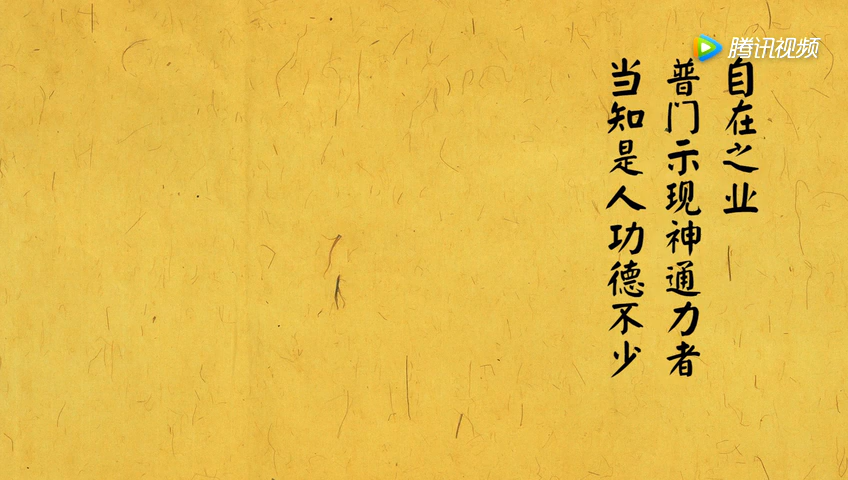 腾讯视频
自在之业
普门示现神通力者
当知是人功德不少